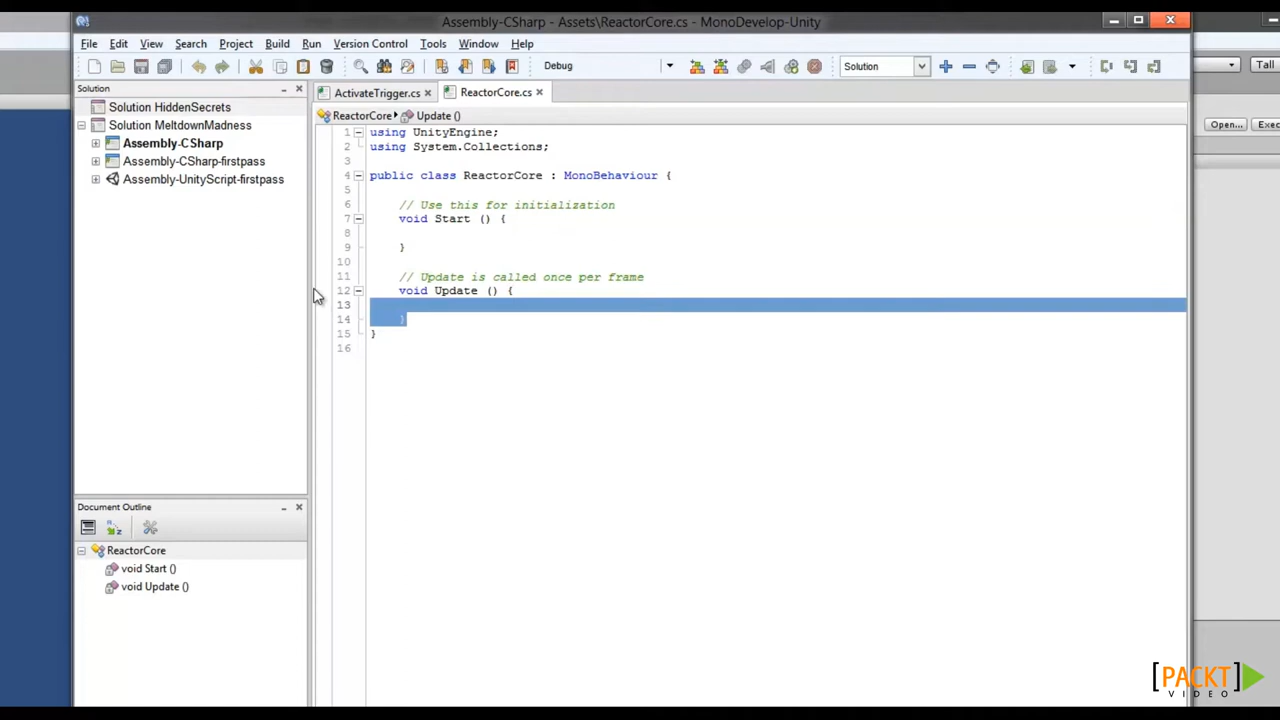 Assembly-CSharp - Assets\ReactorCore.cs - MonoDevelop-Unity
File Edit View Search Project Build Run Version Control Tools Window Help
Debug
Solution
Tall
Solution
ActivateTrigger.cs
ReactorCore.cs
Solution HiddenSecrets
ReactorCore
Update ()
Open...
Exec
Solution MeltdownMadness
Assembly-CSharp
Assembly-CSharp-firstpass
Assembly-UnityScript-firstpass
1 using UnityEngine;
2 using System.Collections;
3
4 public class ReactorCore : MonoBehaviour {
5
6 // Use this for initialization
7 void Start () {
8
9 }
10
11 // Update is called once per frame
12 void Update () {
13
14 }
15 }
16
Document Outline
ReactorCore
void Start ()
void Update ()
[PACKT]
VIDEO